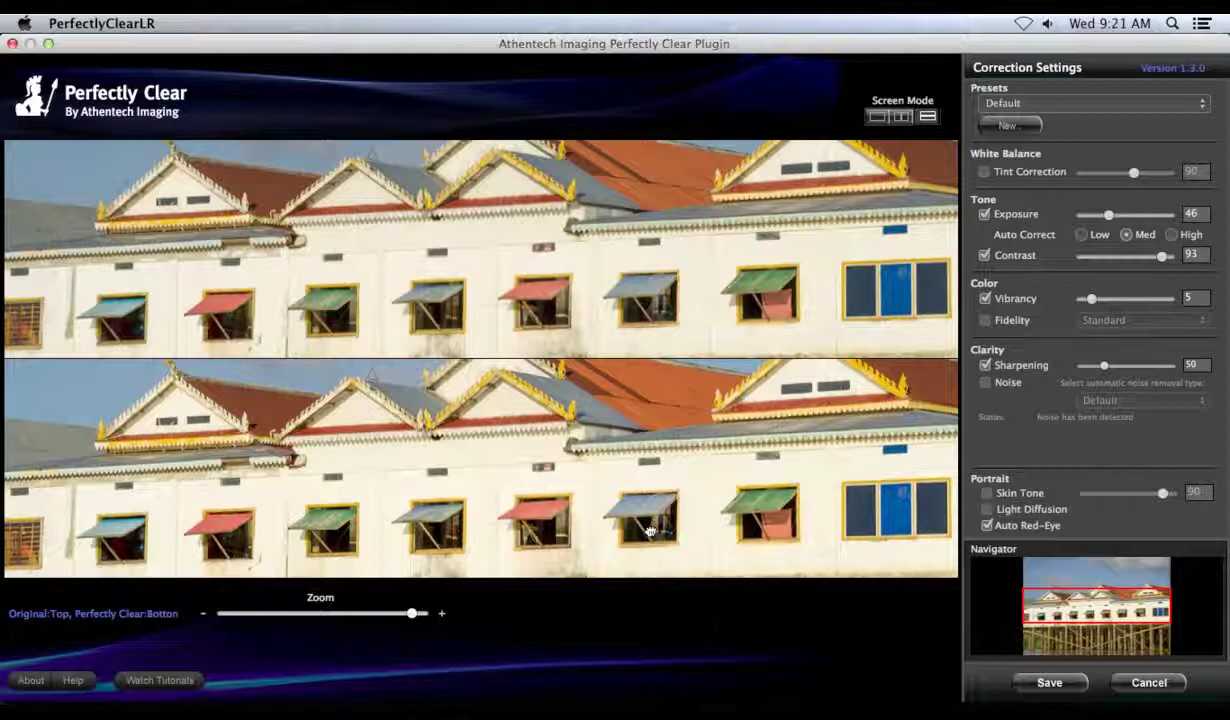 PerfectlyClearLR
Wed 9:21 AM
Athentech Imaging Perfectly Clear Plugin
Perfectly Clear
By Athentech Imaging
Screen Mode
Original:Top, Perfectly Clear:Botton
Zoom
-
+
About
Help
Watch Tutorials
Correction Settings
Version 1.3.0
Presets
Default
New...
White Balance
Tint Correction
90
Tone
Exposure
46
Auto Correct
Low
Med
High
Contrast
93
Color
Vibrancy
5
Fidelity
Standard
Clarity
Sharpening
50
Noise
Select automatic noise removal type:
Default
Status:
Noise has been detected
Portrait
Skin Tone
90
Light Diffusion
Auto Red-Eye
Navigator
Save
Cancel